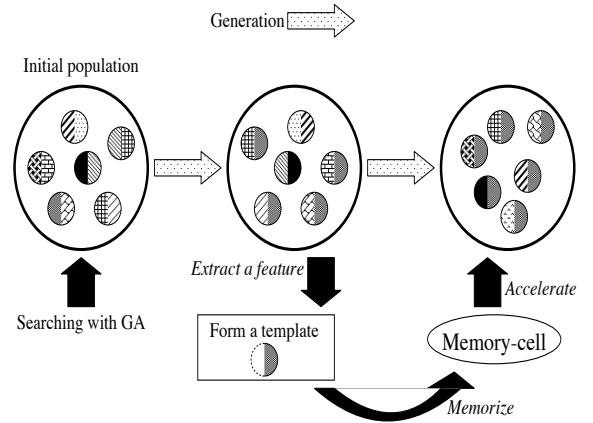 Generation
Initial population
Extract a feature
Searching with GA
Form a template
Accelerate
Memory-cell
Memorize